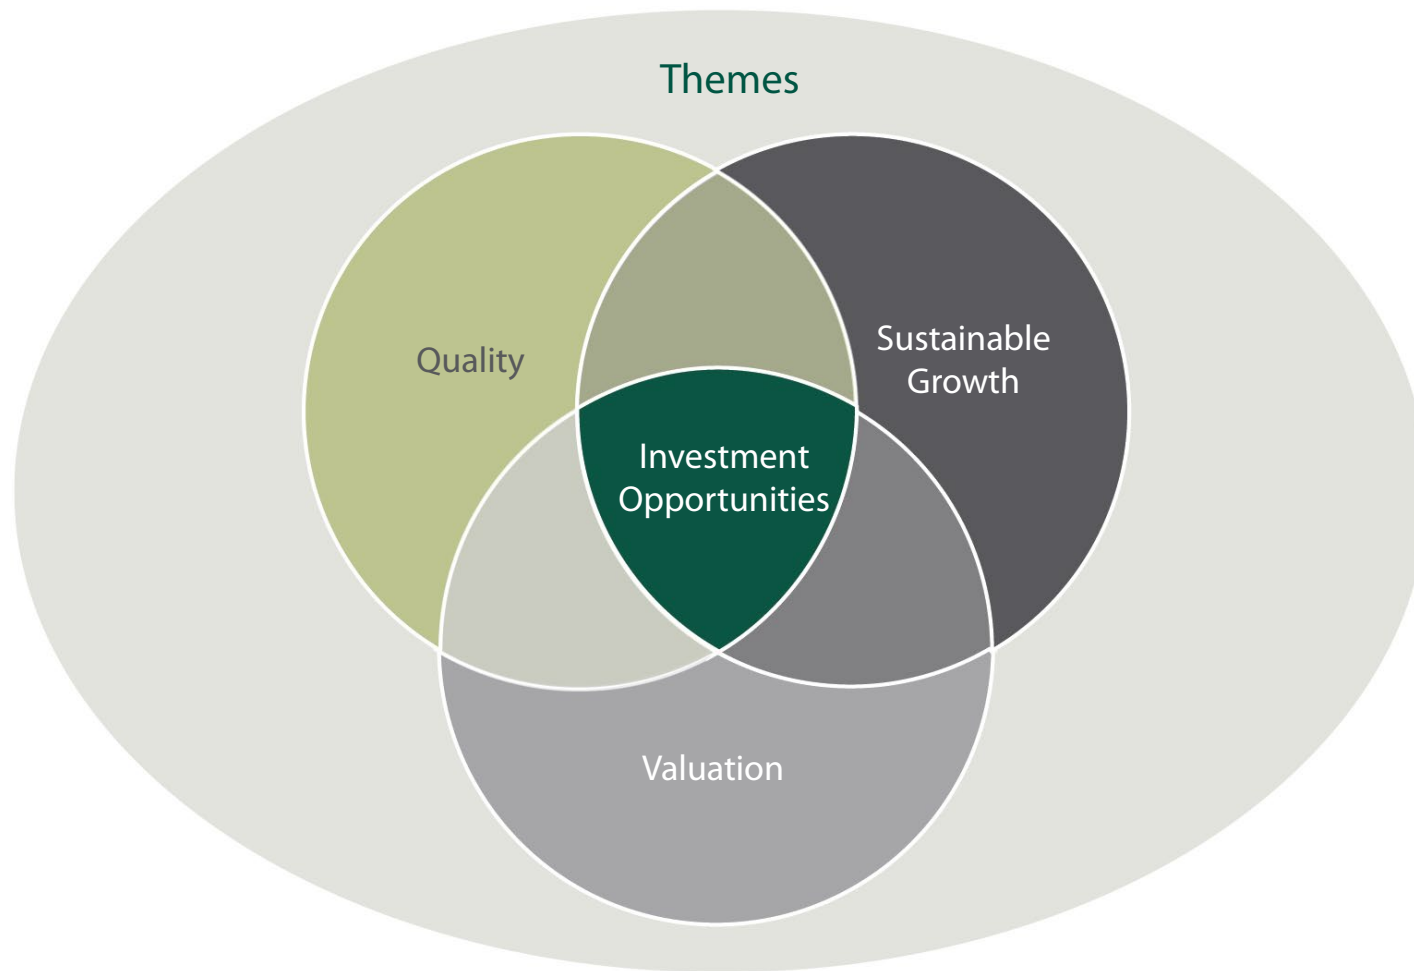 Themes
Quality
Sustainable
Growth
Investment
Opportunities
Valuation